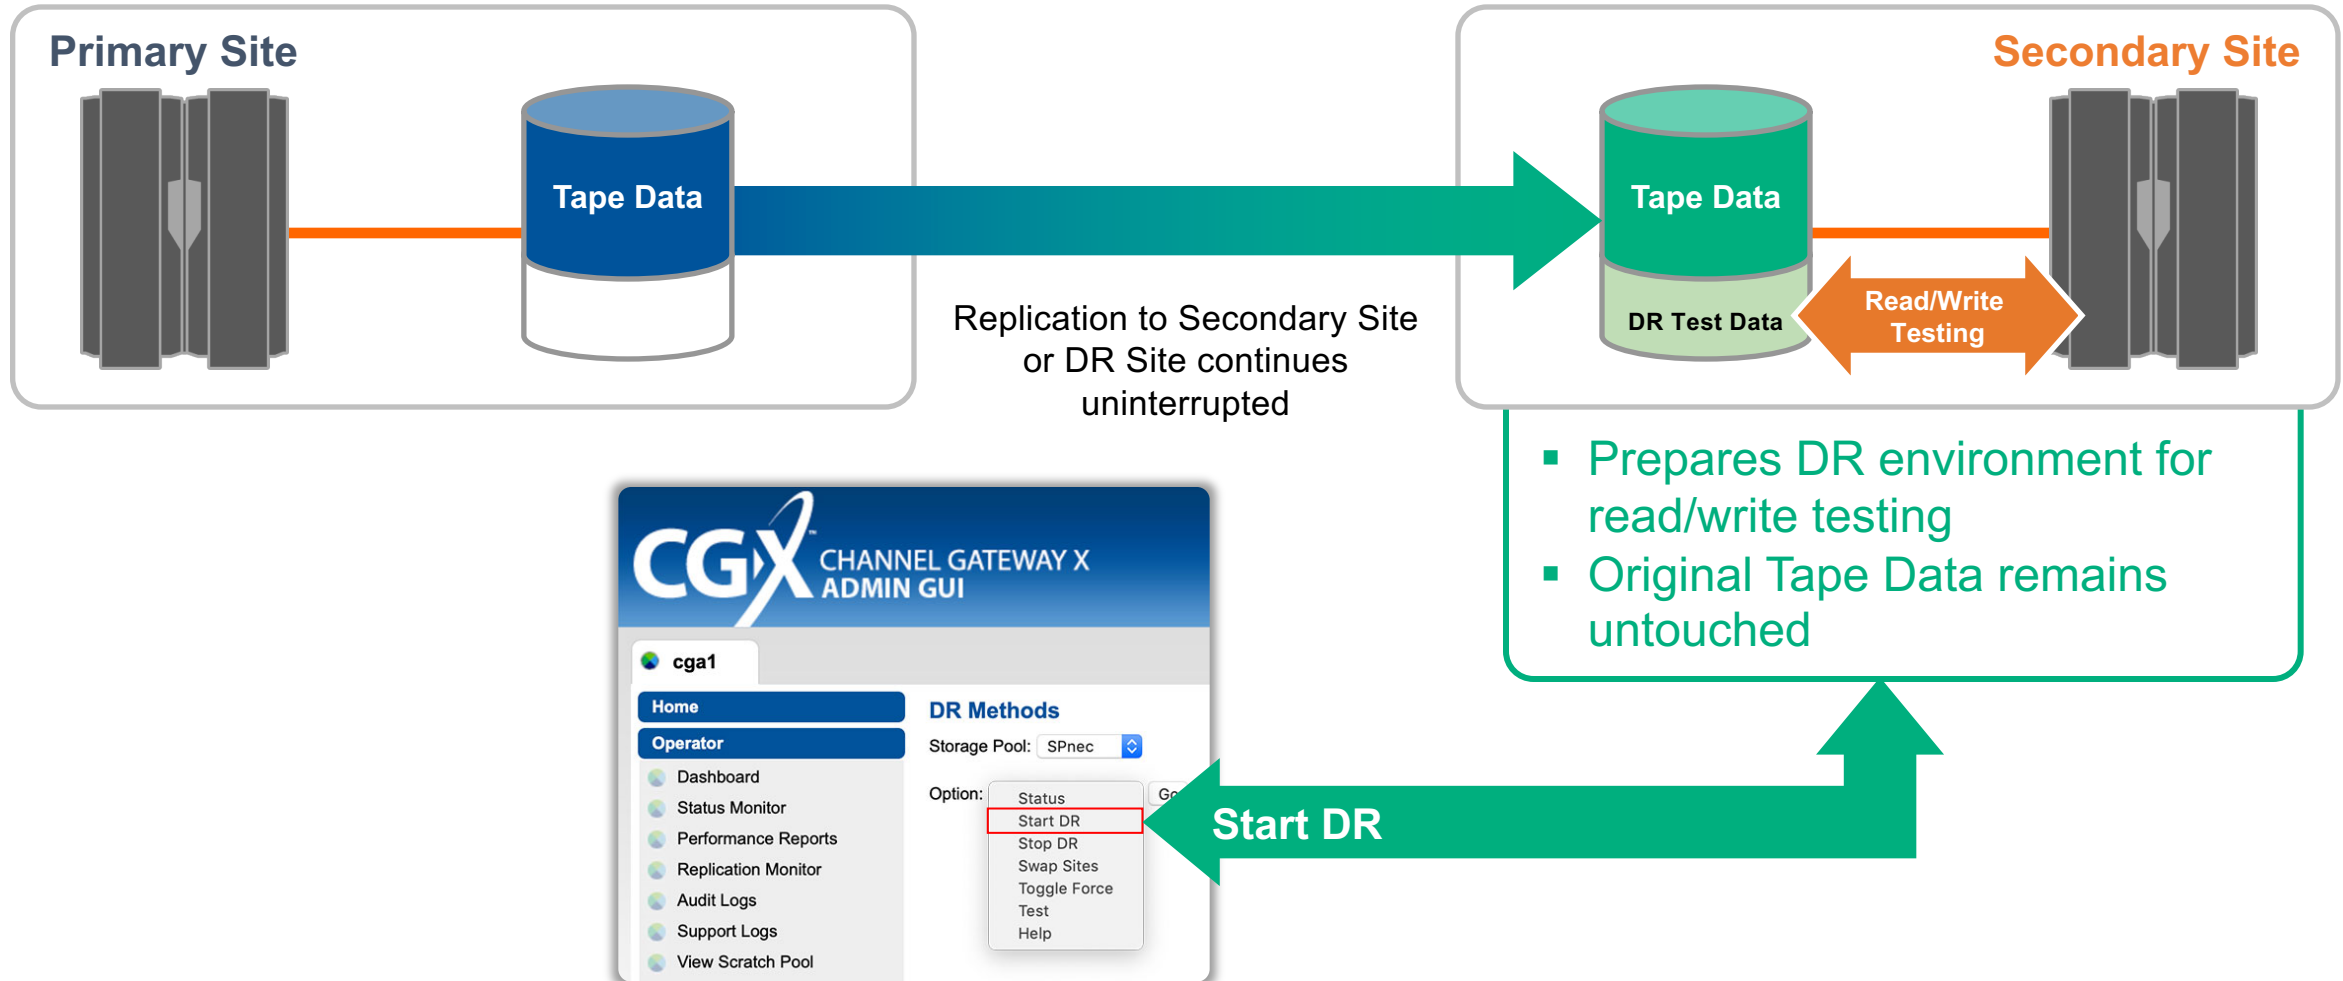 Primary Site
Secondary Site
Tape Data
Tape Data
DR Test Data
Read/Write
Testing
Replication to Secondary Site
or DR Site continues
uninterrupted
▪ Prepares DR environment for
read/write testing
▪ Original Tape Data remains
untouched
CGX™ CHANNEL GATEWAY X
ADMIN GUI
cga1
Home
Operator
Dashboard
Status Monitor
Performance Reports
Replication Monitor
Audit Logs
Support Logs
View Scratch Pool
DR Methods
Storage Pool: SPnec
Option:
Status
Start DR
Stop DR
Swap Sites
Toggle Force
Test
Help
Go
Start DR